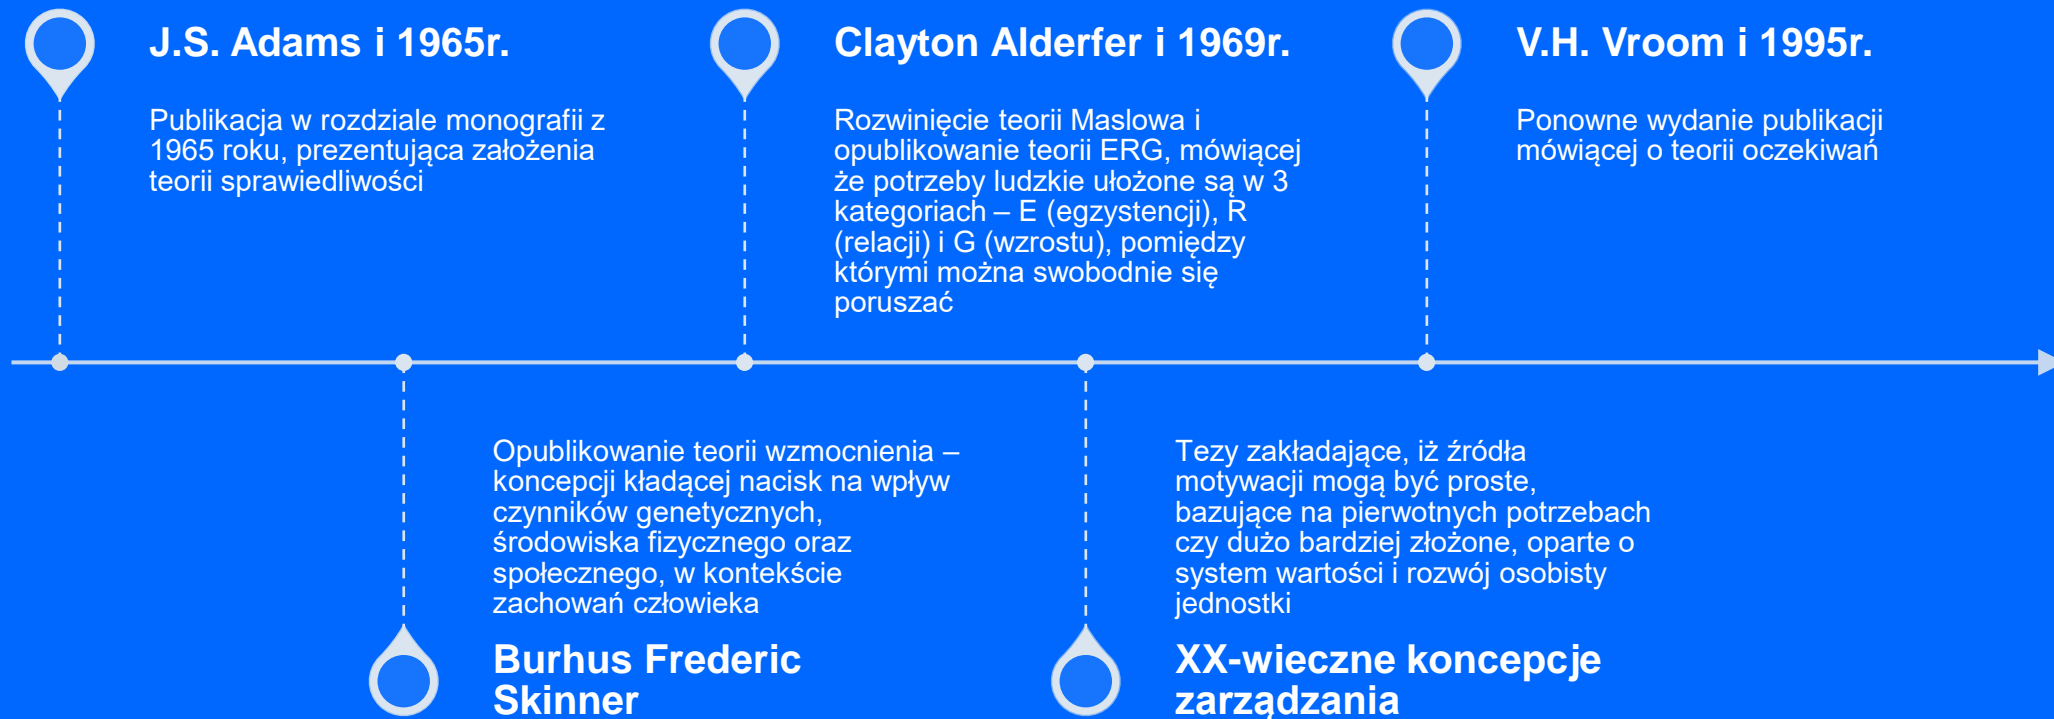 J.S. Adams i 1965r.
Publikacja w rozdziale monografii z
1965 roku, prezentująca założenia
teorii sprawiedliwości
Clayton Alderfer i 1969r.
Rozwinięcie teorii Maslowa i
opublikowanie teorii ERG, mówiącej
że potrzeby ludzkie ułożone są w 3
kategoriach – E (egzystencji), R
(relacji) i G (wzrostu), pomiędzy
którymi można swobodnie się
poruszać
V.H. Vroom i 1995r.
Ponowne wydanie publikacji
mówiącej o teorii oczekiwań
Opublikowanie teorii wzmocnienia –
koncepcji kładącej nacisk na wpływ
czynników genetycznych,
środowiska fizycznego oraz
społecznego, w kontekście
zachowań człowieka
Burhus Frederic
Skinner
Tezy zakładające, iż źródła
motywacji mogą być proste,
bazujące na pierwotnych potrzebach
czy dużo bardziej złożone, oparte o
system wartości i rozwój osobisty
jednostki
XX-wieczne koncepcje
zarządzania